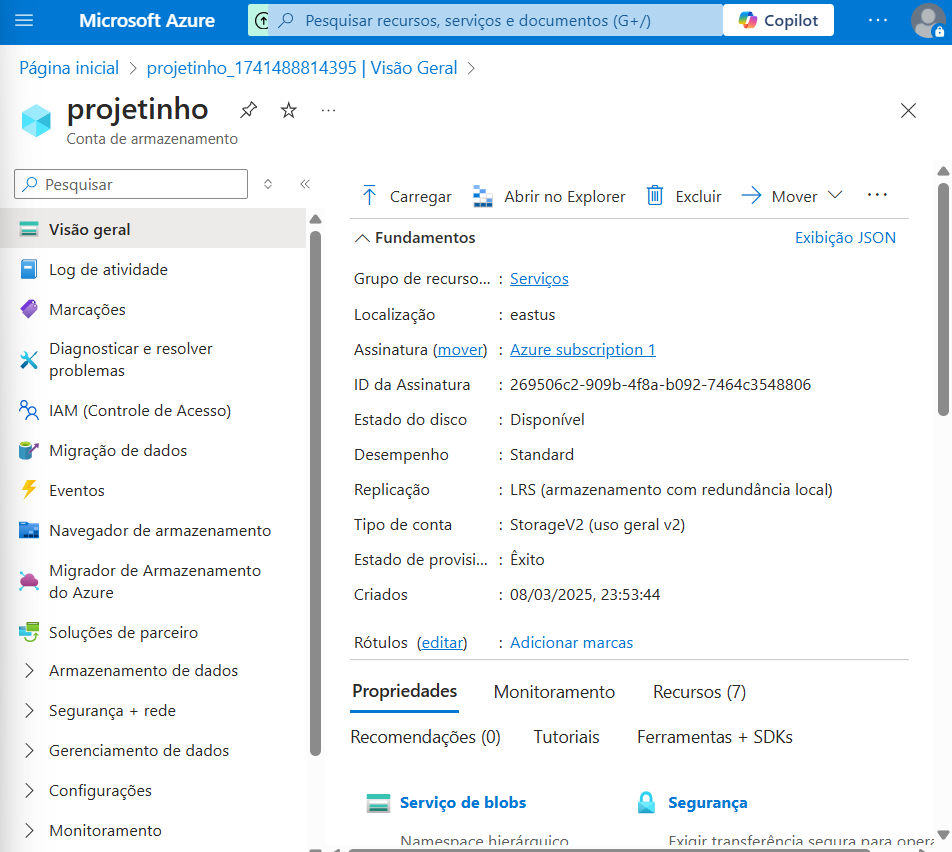 Microsoft Azure
Pesquisar recursos, serviços e documentos (G+/)
Copilot
Página inicial > projetinho_1741488814395 | Visão Geral >
projetinho
Conta de armazenamento
Pesquisar
Visão geral
Log de atividade
Marcações
Diagnosticar e resolver
problemas
IAM (Controle de Acesso)
Migração de dados
Eventos
Navegador de armazenamento
Migrador de Armazenamento
do Azure
Soluções de parceiro
Armazenamento de dados
Segurança + rede
Gerenciamento de dados
Configurações
Monitoramento
Carregar Abrir no Explorer Excluir Mover ...
Fundamentos Exibição JSON
Grupo de recurso... : Serviços
Localização : eastus
Assinatura (mover) : Azure subscription 1
ID da Assinatura : 269506c2-909b-4f8a-b092-7464c3548806
Estado do disco : Disponível
Desempenho : Standard
Replicação : LRS (armazenamento com redundância local)
Tipo de conta : StorageV2 (uso geral v2)
Estado de provisi... : Êxito
Criados : 08/03/2025, 23:53:44
Rótulos (editar) : Adicionar marcas
Propriedades Monitoramento Recursos (7)
Recomendações (0) Tutoriais Ferramentas + SDKs
Serviço de blobs Segurança
Namespace hierárquico Exigir transferência segura para opera